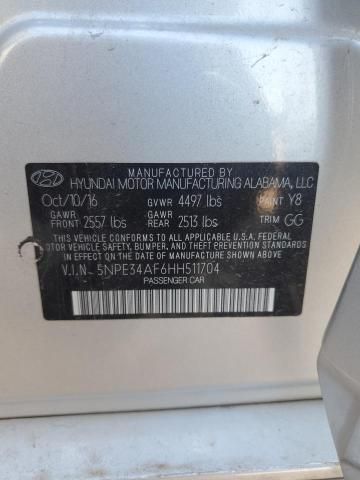 MANUFACTURED BY
HYUNDAI MOTOR MANUFACTURING ALABAMA, LLC
Oct/10/16 GVWR 4497 lbs PAINT Y8
GAWR FRONT 2557 lbs GAWR REAR 2513 lbs TRIM GG
THIS VEHICLE CONFORMS TO ALL APPLICABLE U.S.A. FEDERAL
MOTOR VEHICLE SAFETY, BUMPER, AND THEFT PREVENTION
STANDARDS IN EFFECT ON THE DATE OF MANUFACTURE
SHOWN ABOVE.
V.I.N 5NPE34AF6HH511704
PASSENGER CAR